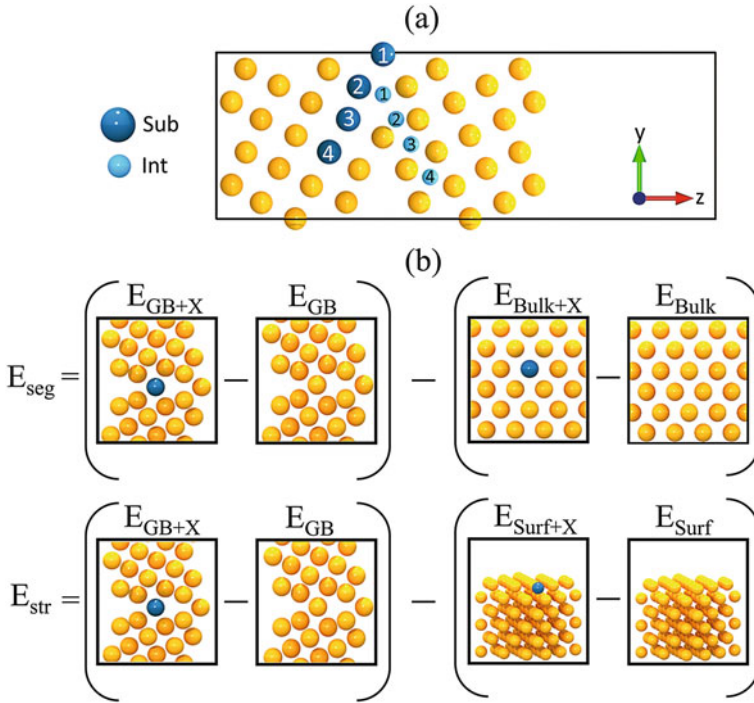 (a)
1
2
1
3
2
4
3
4
Sub
Int
y
z
(b)
E_GB+X E_GB E_Bulk+X E_Bulk
E_seg = ( — ) — ( — )
E_GB+X E_GB E_Surf+X E_Surf
E_str = ( — ) — ( — )